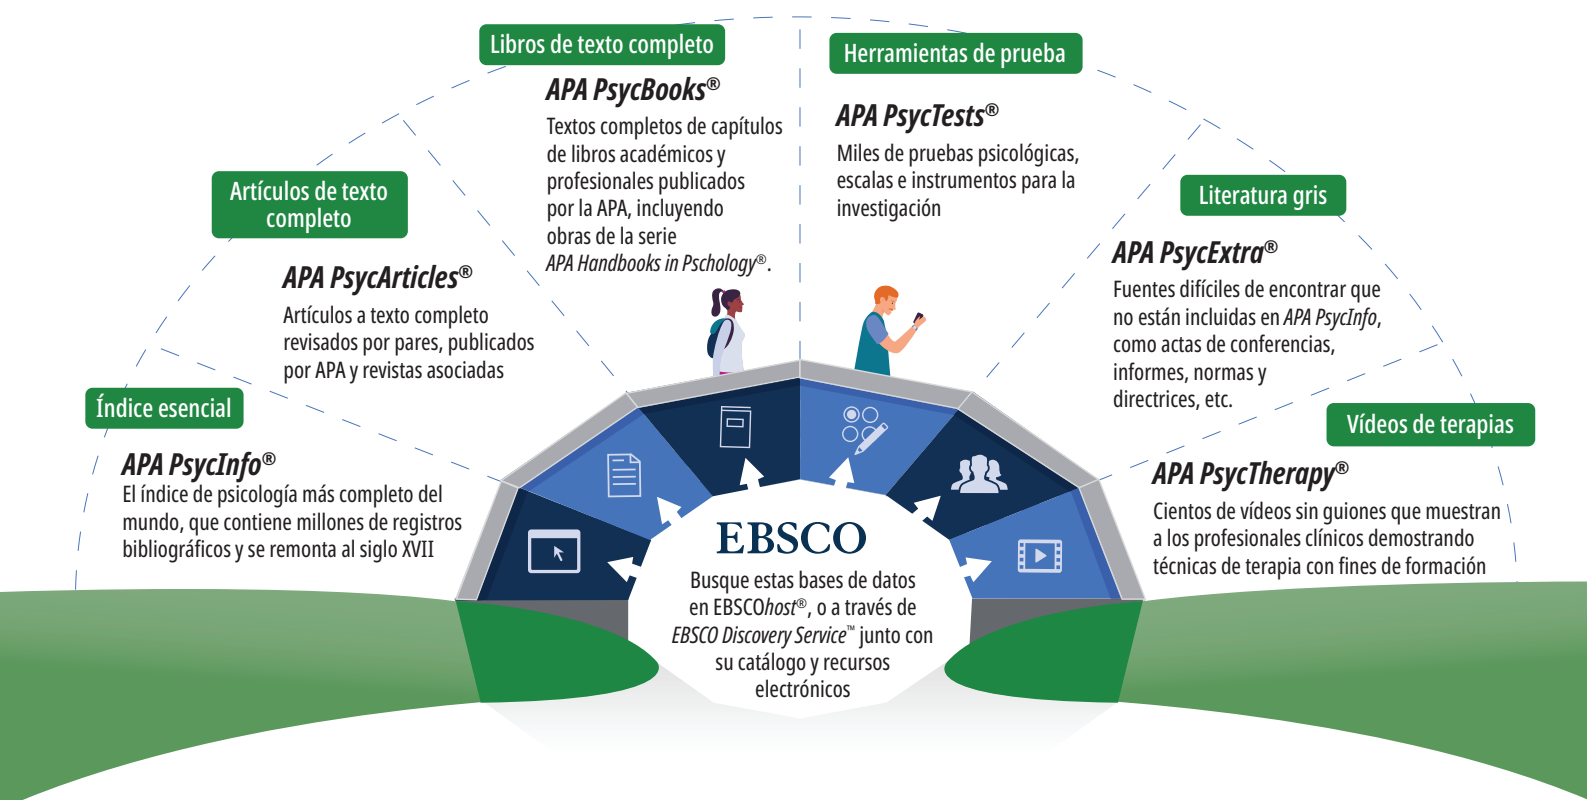 Libros de texto completo
APA PsycBooks®
Textos completos de capítulos
de libros académicos y
profesionales publicados
por la APA, incluyendo
obras de la serie
APA Handbooks in Pschology®.
Herramientas de prueba
APA PsycTests®
Miles de pruebas psicológicas,
escalas e instrumentos para la
investigación
Artículos de texto
completo
APA PsycArticles®
Artículos a texto completo
revisados por pares, publicados
por APA y revistas asociadas
Literatura gris
APA PsycExtra®
Fuentes difíciles de encontrar que
no están incluidas en APA PsycInfo,
como actas de conferencias,
informes, normas y
directrices, etc.
Índice esencial
APA PsycInfo®
El índice de psicología más completo del
mundo, que contiene millones de registros
bibliográficos y se remonta al siglo XVII
Vídeos de terapias
APA PsycTherapy®
Cientos de vídeos sin guiones que muestran
a los profesionales clínicos demostrando
técnicas de terapia con fines de formación
EBSCO
Busque estas bases de datos
en EBSCOhost®, o a través de
EBSCO Discovery Service™ junto con
su catálogo y recursos
electrónicos